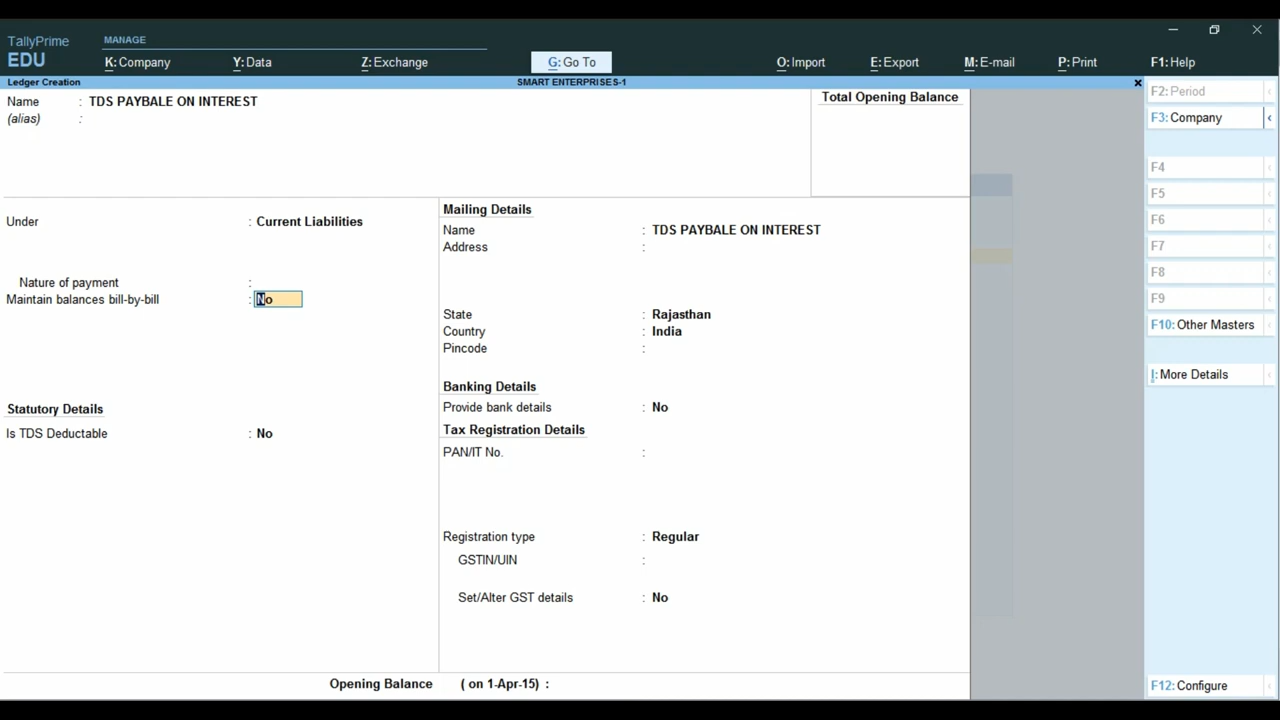 TallyPrime
EDU
MANAGE
K: Company
Y: Data
Z: Exchange
G: Go To
O: Import
E: Export
M: E-mail
P: Print
F1: Help
Ledger Creation
SMART ENTERPRISES-1
Name : TDS PAYBALE ON INTEREST
(alias) :
Total Opening Balance
Under : Current Liabilities
Nature of payment :
Maintain balances bill-by-bill : No
Statutory Details
Is TDS Deductable : No
Mailing Details
Name : TDS PAYBALE ON INTEREST
Address :
State : Rajasthan
Country : India
Pincode :
Banking Details
Provide bank details : No
Tax Registration Details
PAN/IT No. :
Registration type : Regular
GSTIN/UIN :
Set/Alter GST details : No
Opening Balance ( on 1-Apr-15) :
F2: Period
F3: Company
F4
F5
F6
F7
F8
F9
F10: Other Masters
I: More Details
F12: Configure